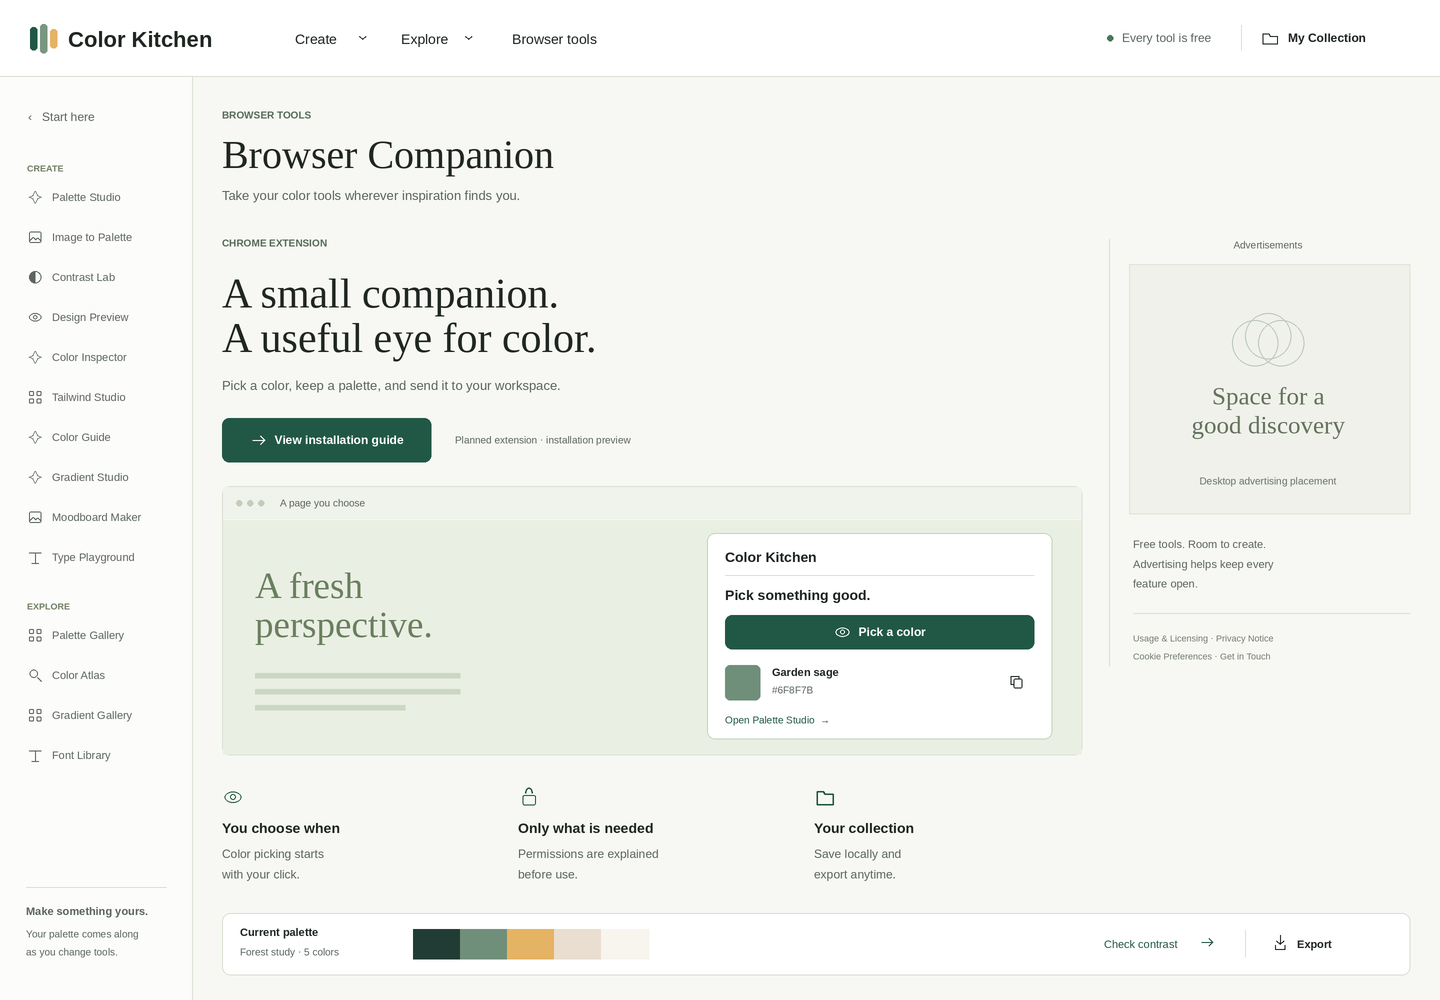 Color Kitchen
Create
Explore
Browser tools
Every tool is free
My Collection
‹ Start here
CREATE
Palette Studio
Image to Palette
Contrast Lab
Design Preview
Color Inspector
Tailwind Studio
Color Guide
Gradient Studio
Moodboard Maker
Type Playground
EXPLORE
Palette Gallery
Color Atlas
Gradient Gallery
Font Library
Make something yours.
Your palette comes along
as you change tools.
BROWSER TOOLS
Browser Companion
Take your color tools wherever inspiration finds you.
CHROME EXTENSION
A small companion.
A useful eye for color.
Pick a color, keep a palette, and send it to your workspace.
→ View installation guide
Planned extension · installation preview
A page you choose
A fresh
perspective.
Color Kitchen
Pick something good.
Pick a color
Garden sage
#6F8F7B
Open Palette Studio →
You choose when
Color picking starts
with your click.
Only what is needed
Permissions are explained
before use.
Your collection
Save locally and
export anytime.
Advertisements
Space for a
good discovery
Desktop advertising placement
Free tools. Room to create.
Advertising helps keep every
feature open.
Usage & Licensing · Privacy Notice
Cookie Preferences · Get in Touch
Current palette
Forest study · 5 colors
Check contrast →
Export